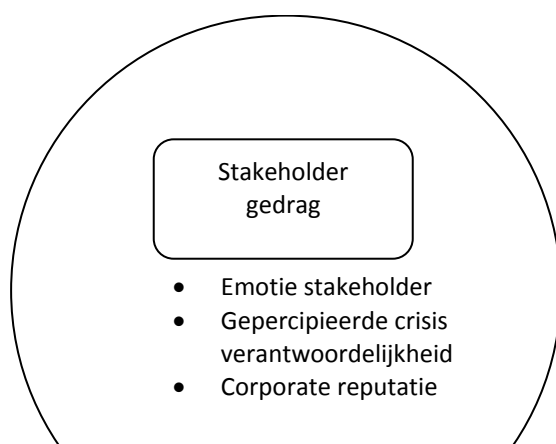 Stakeholder
gedrag
• Emotie stakeholder
• Gepercipieerde crisis
verantwoordelijkheid
• Corporate reputatie